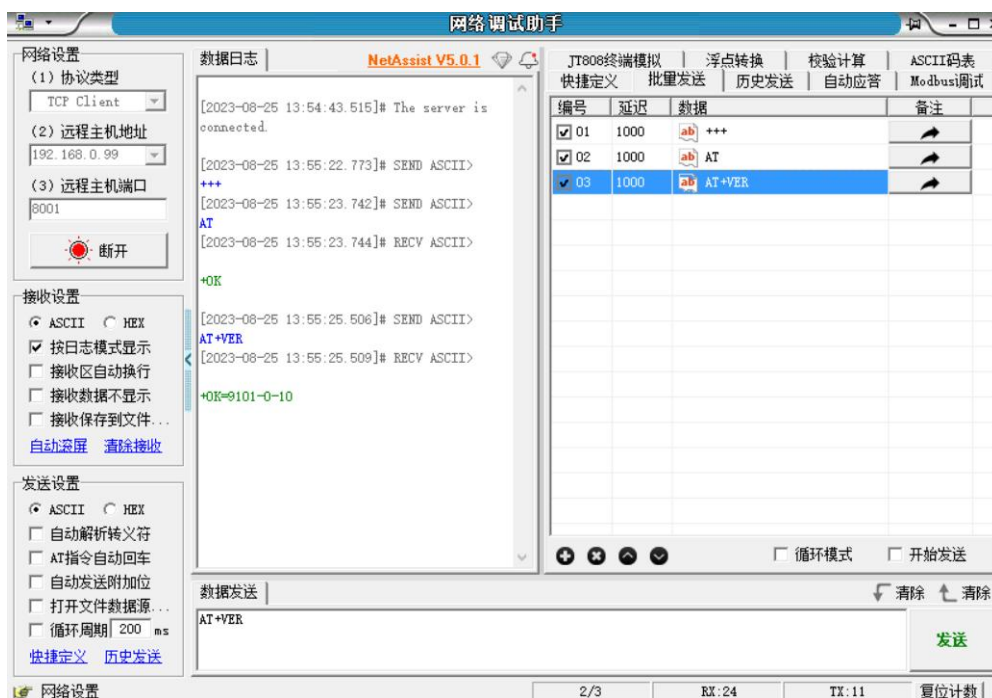 网络调试助手
网络设置
(1) 协议类型
TCP Client
(2) 远程主机地址
192.168.0.99
(3) 远程主机端口
8001
断开
接收设置
ASCII HEX
按日志模式显示
接收区自动换行
接收数据不显示
接收保存到文件...
自动滚屏 清除接收
发送设置
ASCII HEX
自动解析转义符
AT指令自动回车
自动发送附加位
打开文件数据源...
循环周期 200 ms
快捷定义 历史发送
数据日志 NetAssist V5.0.1
[2023-08-25 13:54:43.515]# The server is
connected.
[2023-08-25 13:55:22.773]# SEND ASCII>
+++
[2023-08-25 13:55:23.742]# SEND ASCII>
AT
[2023-08-25 13:55:23.744]# RECV ASCII>
+OK
[2023-08-25 13:55:25.506]# SEND ASCII>
AT+VER
[2023-08-25 13:55:25.509]# RECV ASCII>
+OK=9101-0-10
JT808终端模拟 浮点转换 校验计算 ASCII码表
快捷定义 批量发送 历史发送 自动应答 Modbus调试
编号 延迟 数据 备注
01 1000 ab +++
02 1000 ab AT
03 1000 ab AT+VER
循环模式 开始发送
数据发送 清除 清除
AT+VER
发送
网络设置 2/3 RX:24 TX:11 复位计数